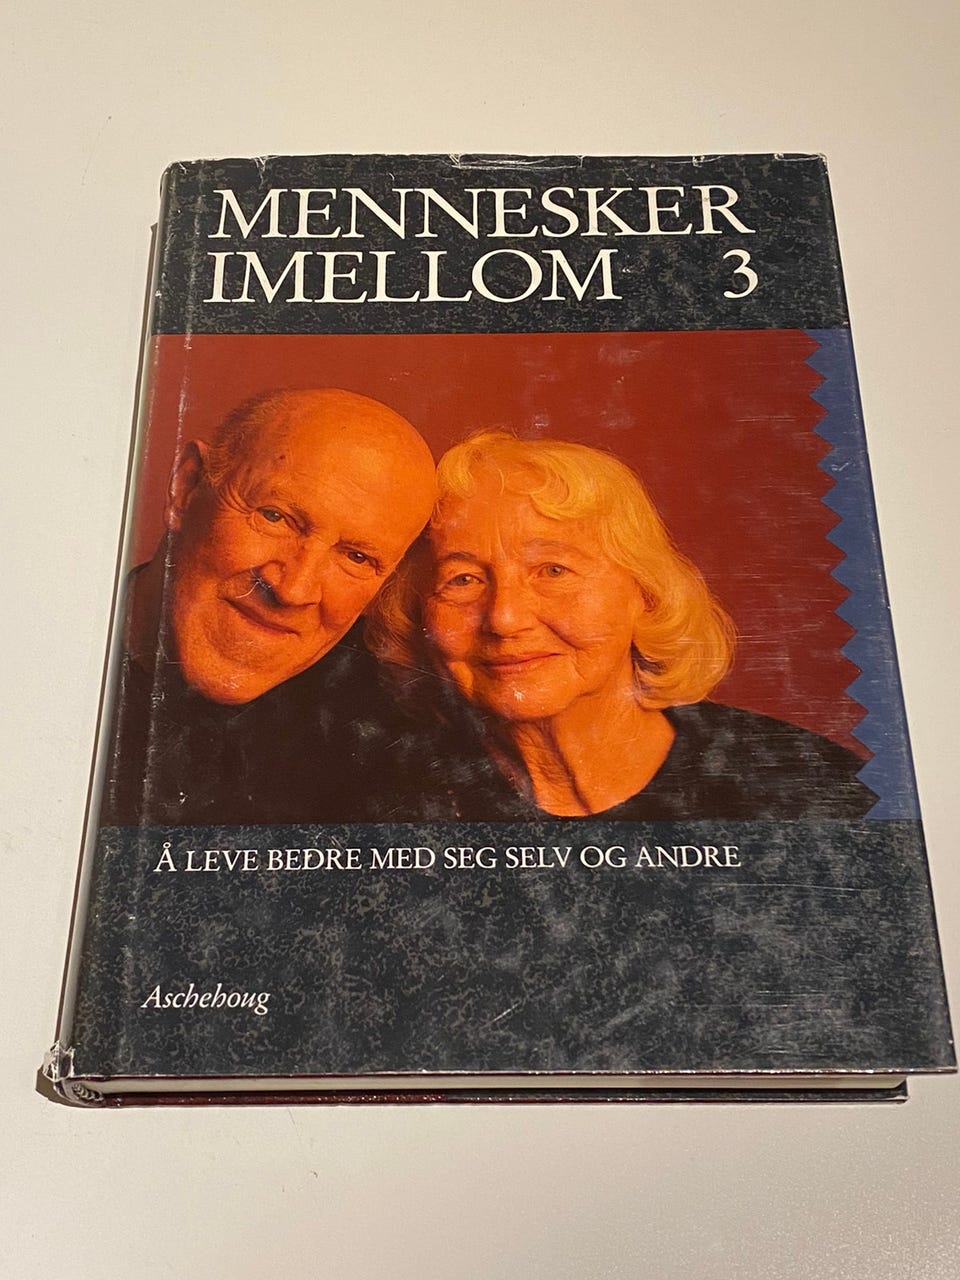 MENNESKER
IMELLOM 3
Å LEVE BEDRE MED SEG SELV OG ANDRE
Aschehoug